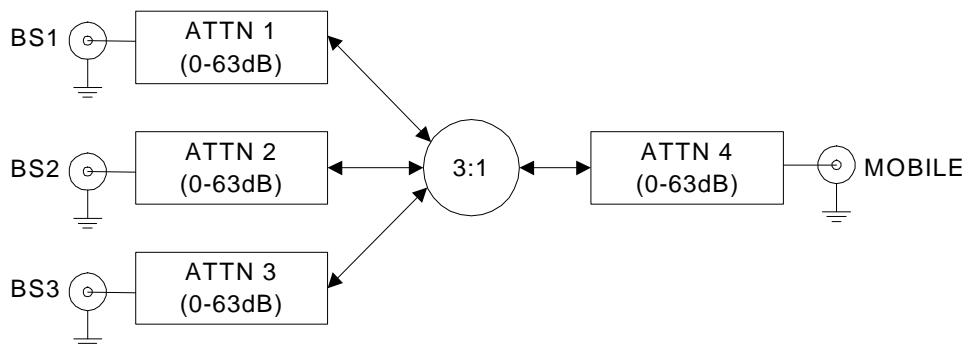 BS1
ATTN 1
(0-63dB)
BS2
ATTN 2
(0-63dB)
BS3
ATTN 3
(0-63dB)
3:1
ATTN 4
(0-63dB)
MOBILE